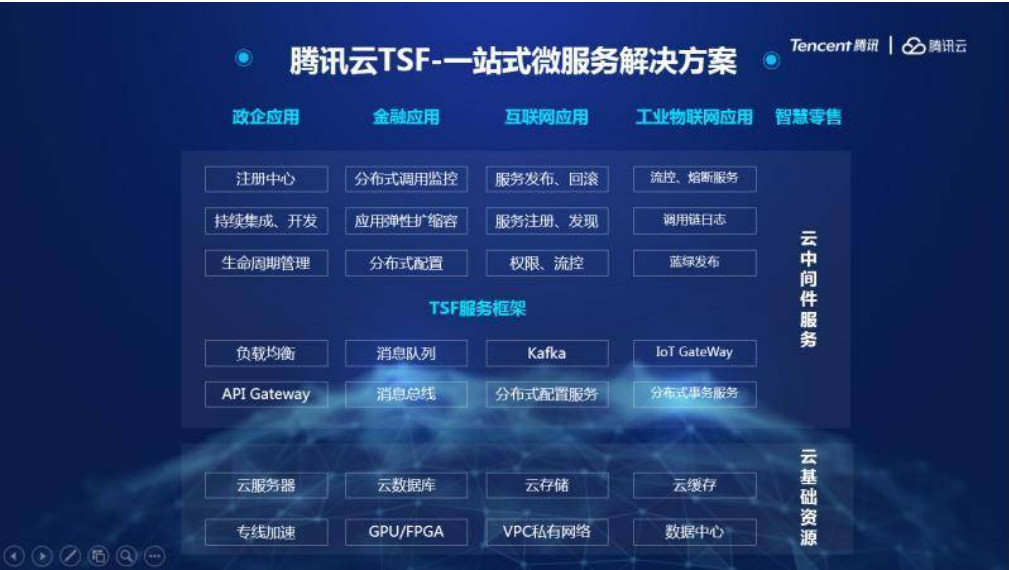 腾讯云TSF-一站式微服务解决方案
Tencent 腾讯 | 腾讯云
政企应用 金融应用 互联网应用 工业物联网应用 智慧零售
注册中心 分布式调用监控 服务发布、回滚 流控、熔断服务
持续集成、开发 应用弹性扩缩容 服务注册、发现 调用链日志
生命周期管理 分布式配置 权限、流控 蓝绿发布
云中间件服务
TSF服务框架
负载均衡 消息队列 Kafka IoT GateWay
API Gateway 消息总线 分布式配置服务 分布式事务服务
云服务器 云数据库 云存储 云缓存
云基础资源
专线加速 GPU/FPGA VPC私有网络 数据中心